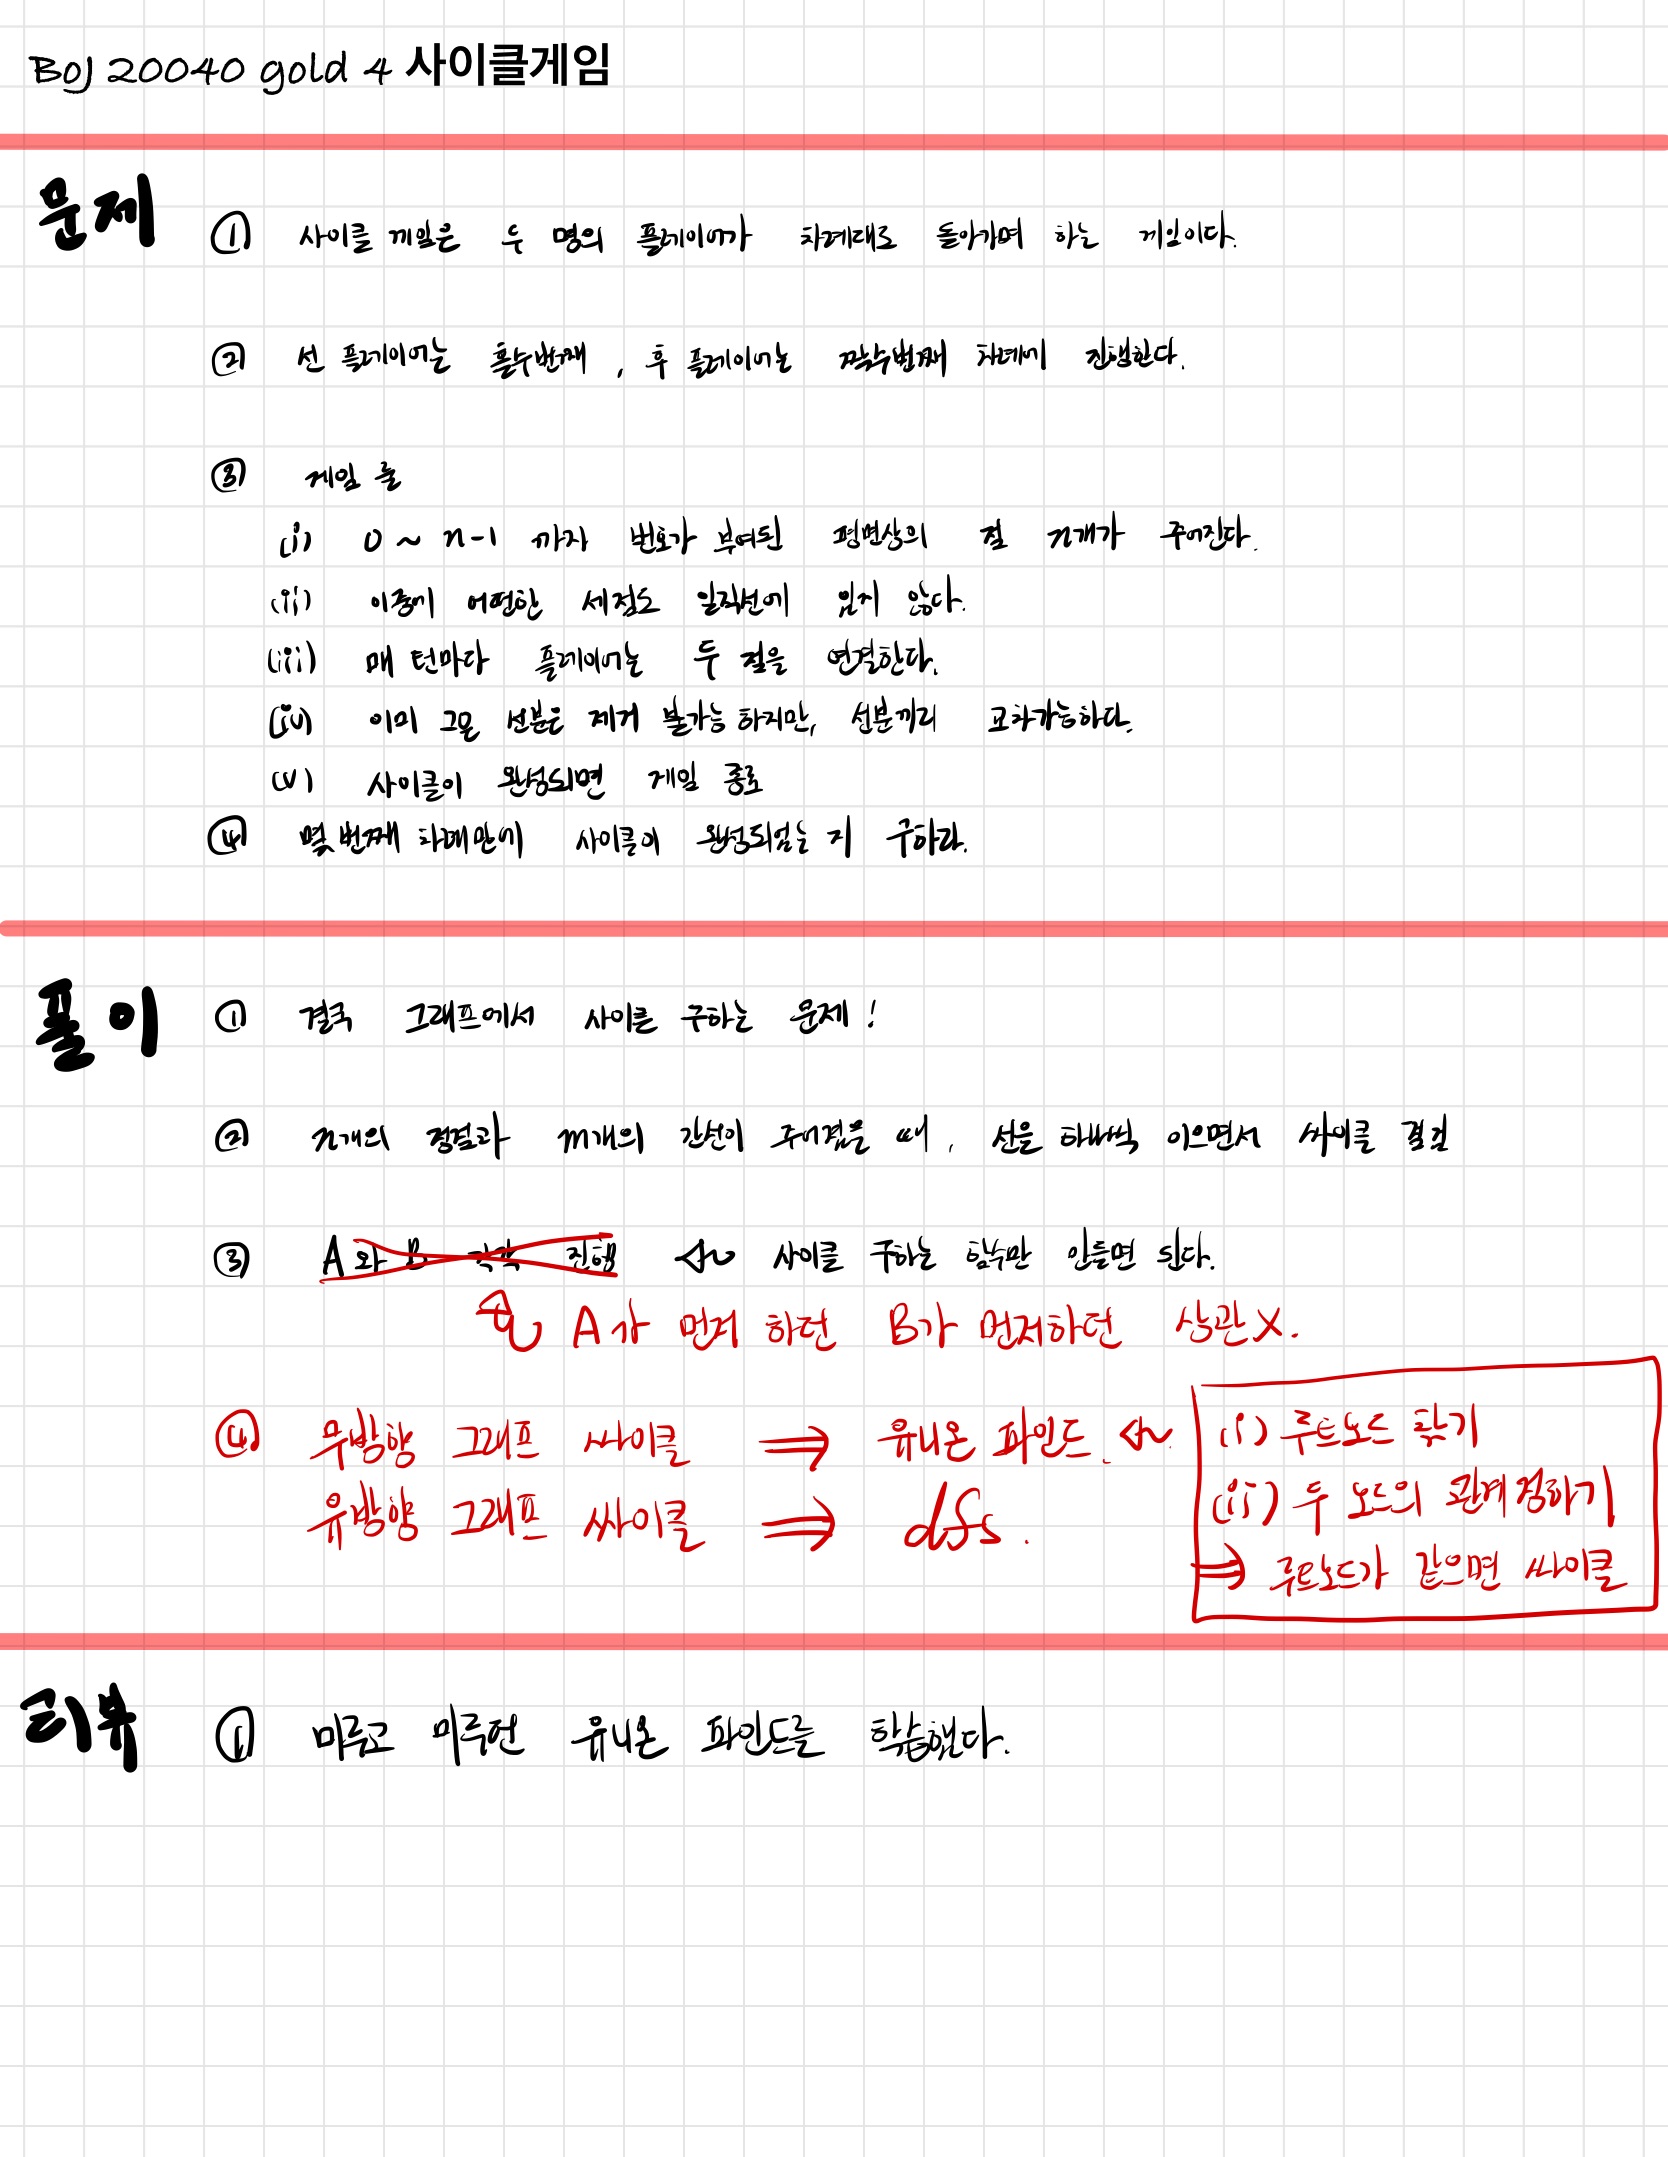 BOJ 20040 gold 4 사이클게임
문제
① 사이클 게임은 두 명의 플레이어가 차례대로 돌아가며 하는 게임이다.
② 선 플레이어는 홀수번째, 후 플레이어는 짝수번째 차례에 진행한다.
③ 게임 룰
(i) 0 ~ n-1 까지 번호가 부여된 평면상의 점 n개가 주어진다.
(ii) 이중에 어떠한 세점도 일직선에 있지 않다.
(iii) 매 턴마다 플레이어는 두 점을 연결한다.
(iv) 이미 그은 선분은 제거 불가능 하지만, 선분끼리 교차가능하다.
(v) 사이클이 완성되면 게임 종료
④ 몇 번째 차례만에 사이클이 완성되었는 지 구하라.
풀이
① 결국 그래프에서 사이클 구하는 문제!
② n개의 정점과 m개의 간선이 주어졌을 때, 선을 하나씩 이으면서 싸이클 결정
③ A와 B 각각 진행 사이클 구하는 함수만 만들면 된다.
A가 먼저 하던 B가 먼저하던 상관X.
④ 무방향 그래프 싸이클 ⇒ 유니온 파인드.
유방향 그래프 싸이클 ⇒ dfs.
(i) 루트노드 찾기
(ii) 두 노드의 관계 정하기
⇒ 루트노드가 같으면 싸이클
리뷰
① 미루고 미루던 유니온 파인드를 학습했다.